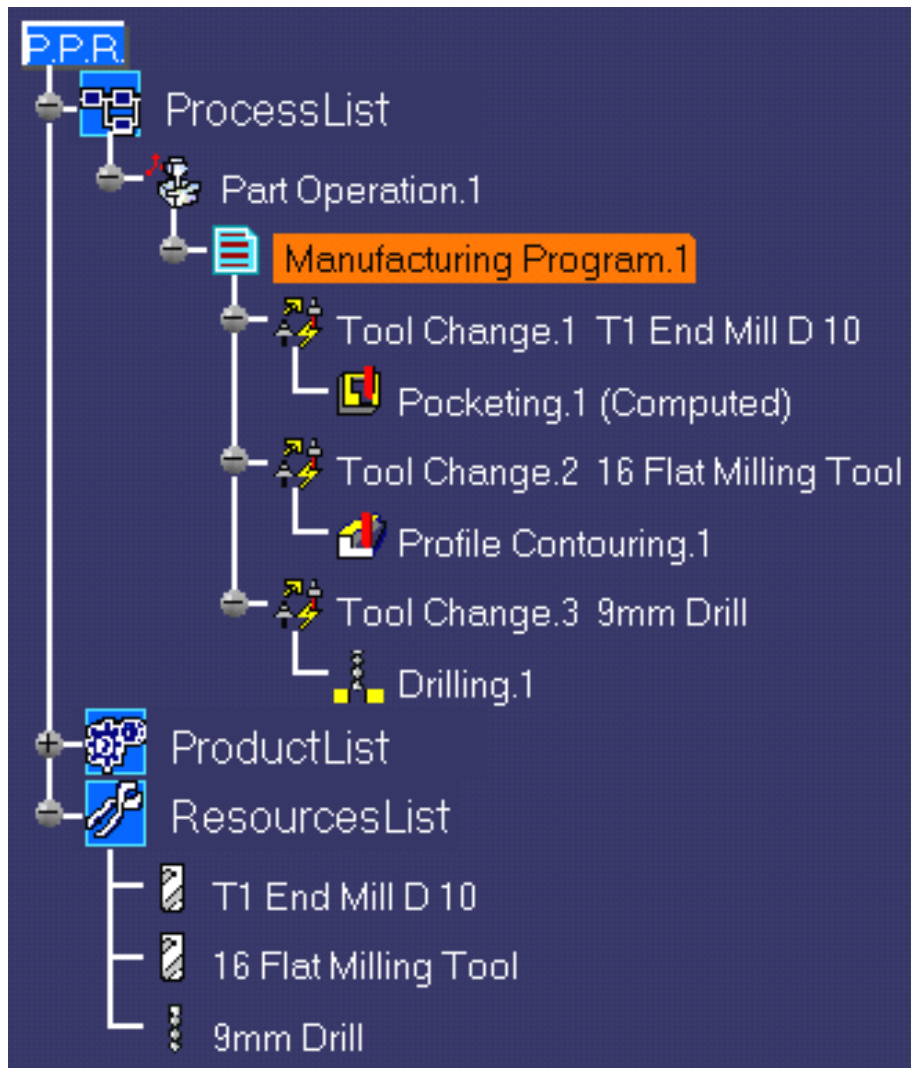 P.P.R.
ProcessList
Part Operation.1
Manufacturing Program.1
Tool Change.1 T1 End Mill D 10
Pocketing.1 (Computed)
Tool Change.2 16 Flat Milling Tool
Profile Contouring.1
Tool Change.3 9mm Drill
Drilling.1
ProductList
ResourcesList
T1 End Mill D 10
16 Flat Milling Tool
9mm Drill